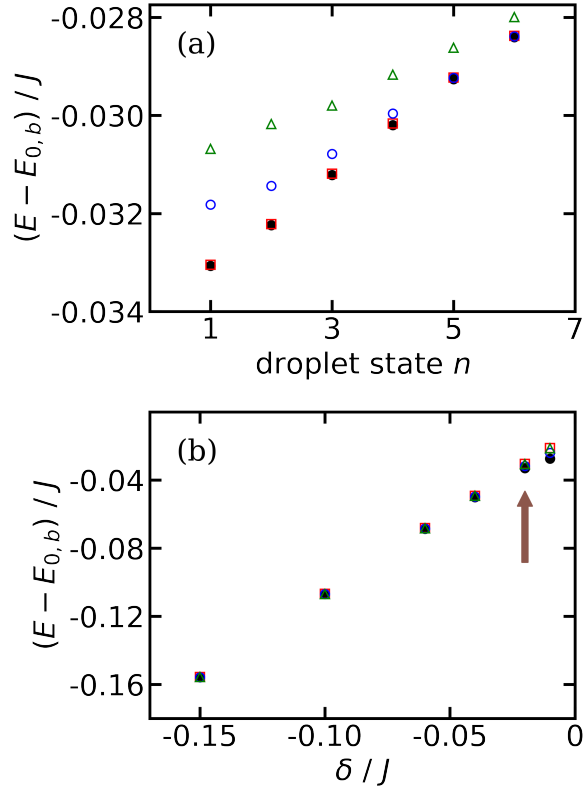 (a)
-0.028
-0.030
-0.032
-0.034
(E − E0,b) / J
1 3 5 7
droplet state n
(b)
-0.04
-0.08
-0.12
-0.16
(E − E0,b) / J
-0.15 -0.10 -0.05 0
δ / J